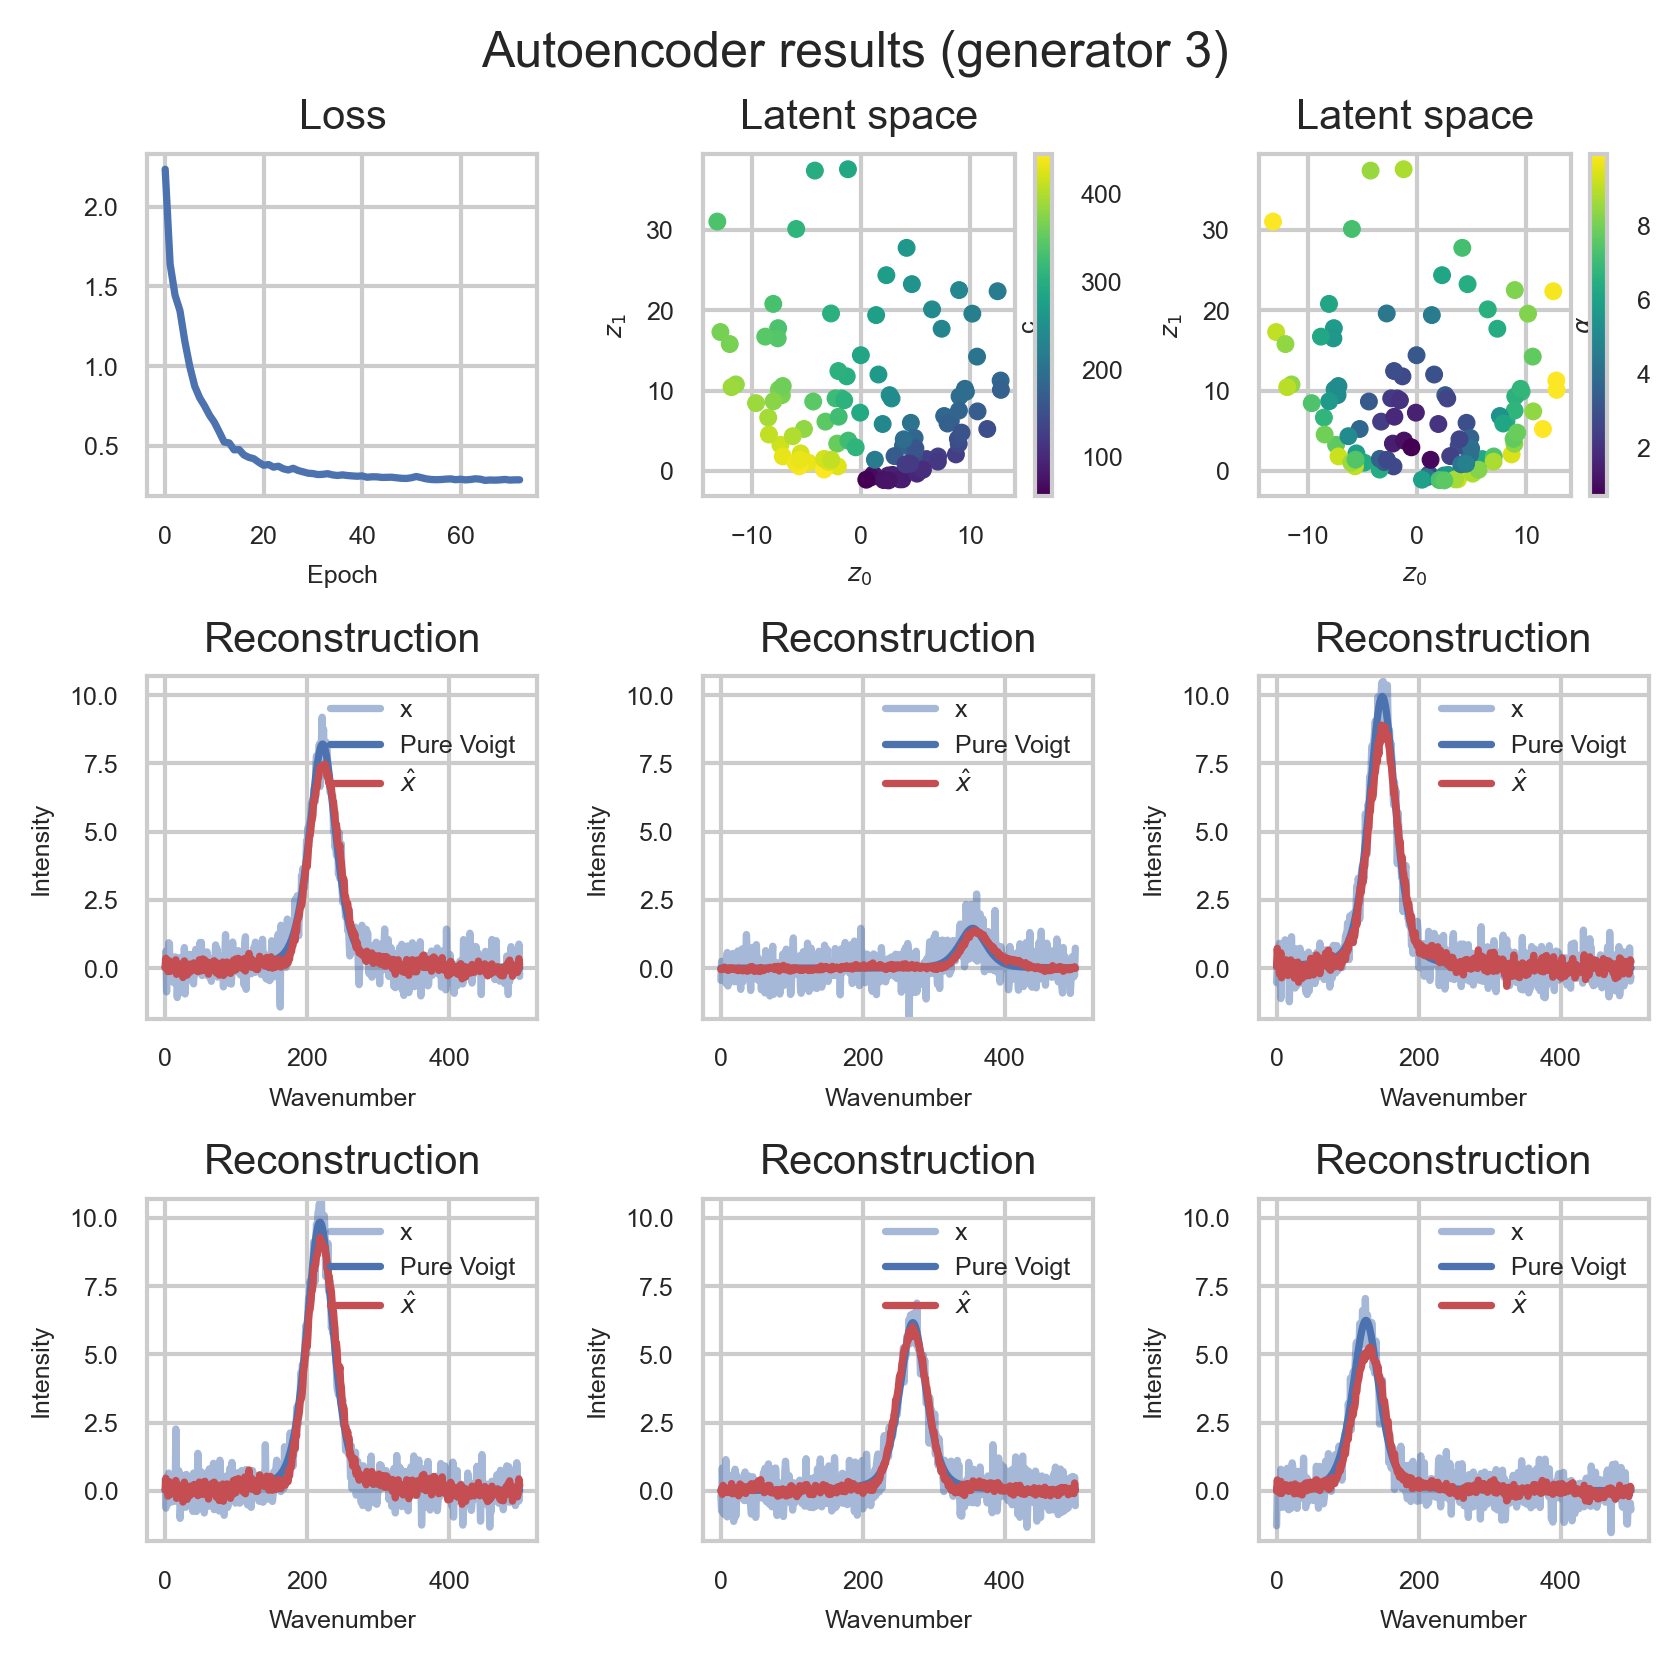 Autoencoder results (generator 3)
Loss
Latent space
Latent space
2.0
1.5
1.0
0.5
0
20
40
60
Epoch
z₁
30
20
10
0
−10
0
10
z₀
c
400
300
200
100
z₁
30
20
10
0
−10
0
10
z₀
α
8
6
4
2
Reconstruction
Reconstruction
Reconstruction
Intensity
10.0
7.5
5.0
2.5
0.0
x
Pure Voigt
x̂
0
200
400
Wavenumber
Intensity
10.0
7.5
5.0
2.5
0.0
x
Pure Voigt
x̂
0
200
400
Wavenumber
Intensity
10.0
7.5
5.0
2.5
0.0
x
Pure Voigt
x̂
0
200
400
Wavenumber
Reconstruction
Reconstruction
Reconstruction
Intensity
10.0
7.5
5.0
2.5
0.0
x
Pure Voigt
x̂
0
200
400
Wavenumber
Intensity
10.0
7.5
5.0
2.5
0.0
x
Pure Voigt
x̂
0
200
400
Wavenumber
Intensity
10.0
7.5
5.0
2.5
0.0
x
Pure Voigt
x̂
0
200
400
Wavenumber